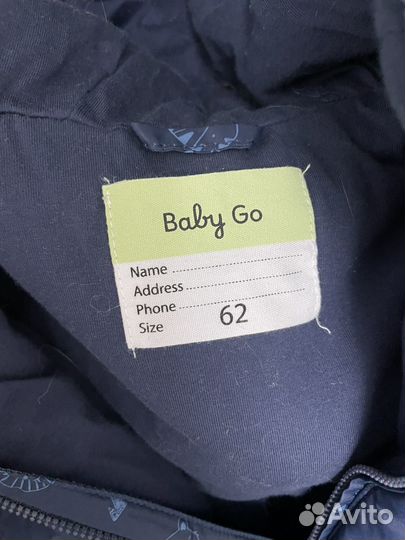 Baby Go
Name ........................
Address ...................
Phone ......................
Size 62
Avito